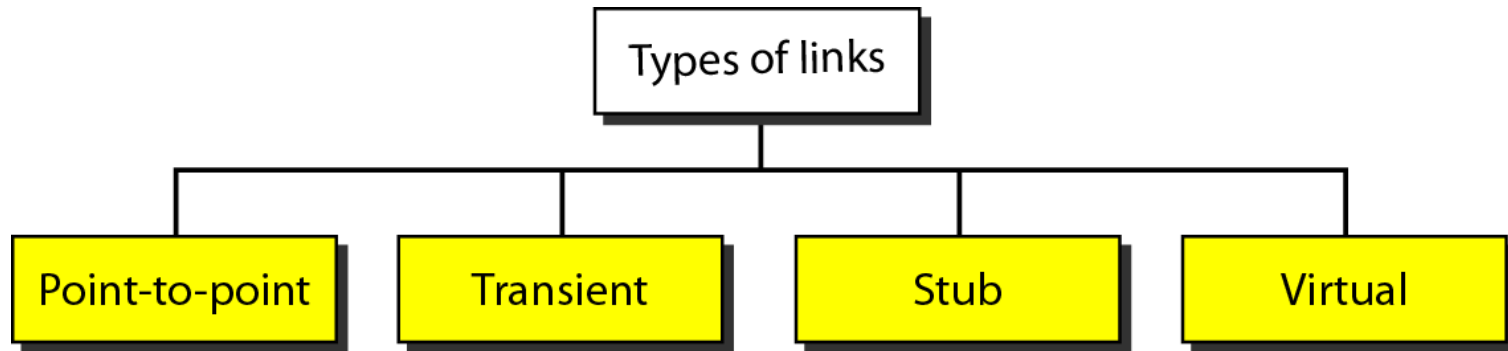 Types of links
Point-to-point
Transient
Stub
Virtual